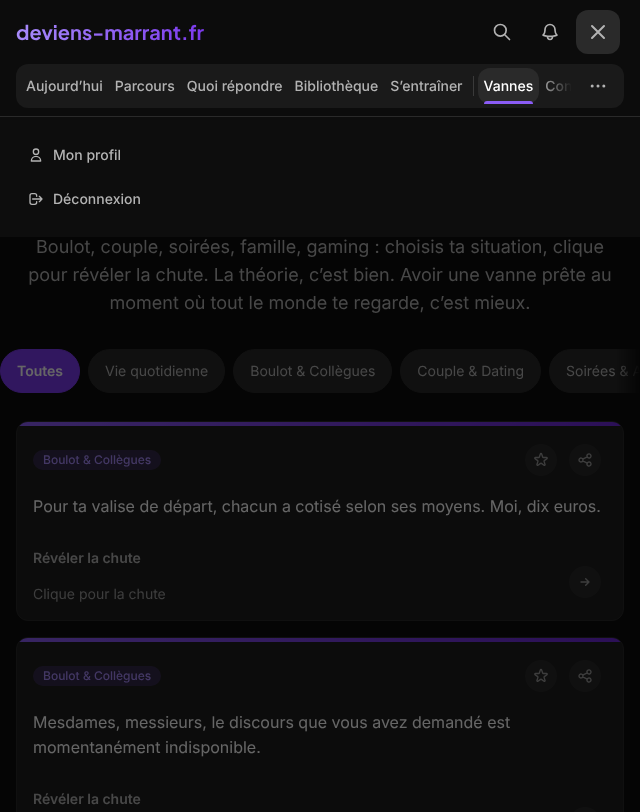 deviens-marrant.fr
Aujourd’hui Parcours Quoi répondre Bibliothèque S’entraîner Vannes
Mon profil
Déconnexion
Boulot, couple, soirées, famille, gaming : choisis ta situation, clique
pour révéler la chute. La théorie, c’est bien. Avoir une vanne prête au
moment où tout le monde te regarde, c’est mieux.
Toutes Vie quotidienne Boulot & Collègues Couple & Dating Soirées &
Boulot & Collègues
Pour ta valise de départ, chacun a cotisé selon ses moyens. Moi, dix euros.
Révéler la chute
Clique pour la chute
Boulot & Collègues
Mesdames, messieurs, le discours que vous avez demandé est
momentanément indisponible.
Révéler la chute